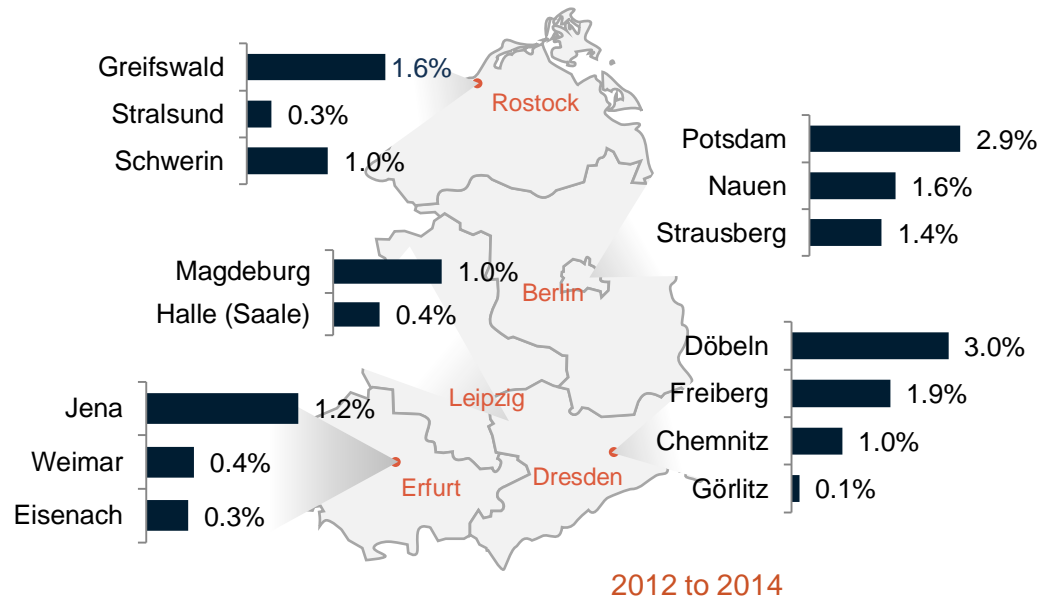 Greifswald 1.6%
Stralsund 0.3%
Schwerin 1.0%
Rostock
Potsdam 2.9%
Nauen 1.6%
Strausberg 1.4%
Magdeburg 1.0%
Halle (Saale) 0.4%
Berlin
Döbeln 3.0%
Freiberg 1.9%
Chemnitz 1.0%
Görlitz 0.1%
Leipzig
Jena 1.2%
Weimar 0.4%
Eisenach 0.3%
Erfurt
Dresden
2012 to 2014